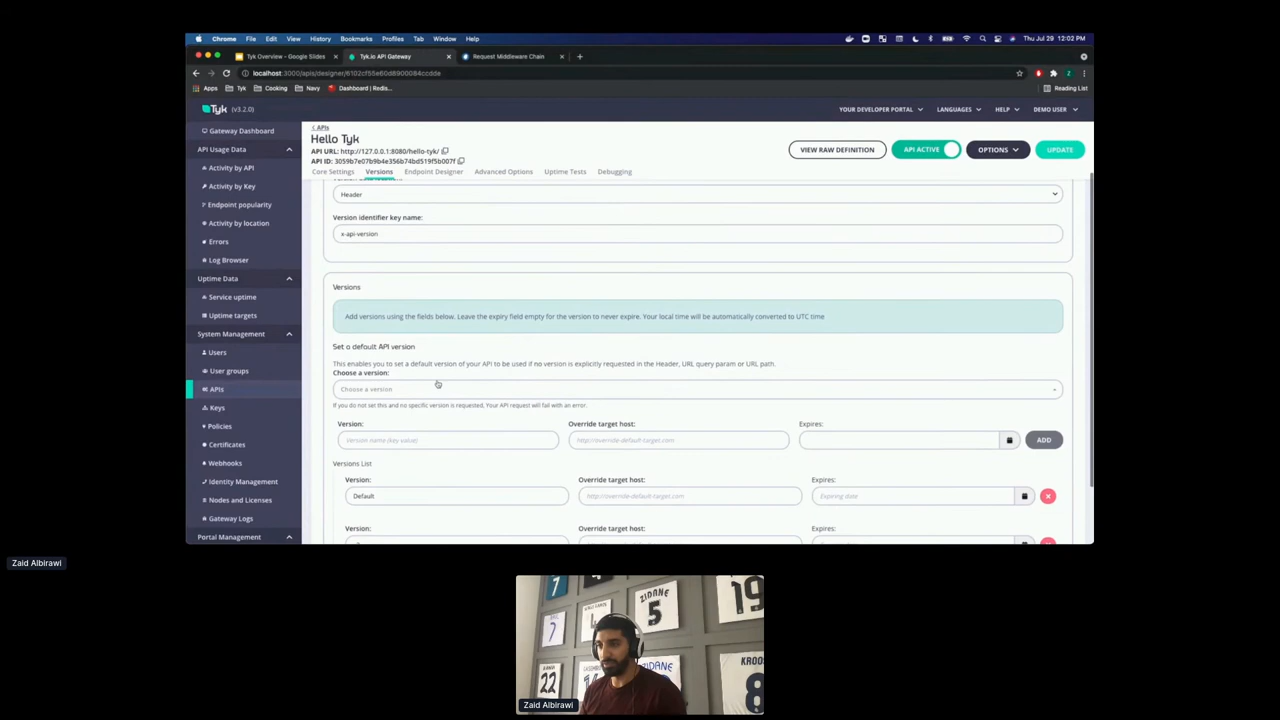 Chrome File Edit View History Bookmarks Profiles Tab Window Help Thu Jul 29 12:02 PM
Tyk Overview - Google Slides Tyk.io API Gateway Request Middleware Chain
localhost:3000/apis/designer/6102cf55e60d8900084ccdde
Apps Tyk Cooking Navy Dashboard | Redis... Reading List
Tyk (v3.2.0) YOUR DEVELOPER PORTAL LANGUAGES HELP DEMO USER
Gateway Dashboard
API Usage Data
Activity by API
Activity by Key
Endpoint popularity
Activity by location
Errors
Log Browser
Uptime Data
Service uptime
Uptime targets
System Management
Users
User groups
APIs
Keys
Policies
Certificates
Webhooks
Identity Management
Nodes and Licenses
Gateway Logs
Portal Management
< APIs
Hello Tyk
API URL: http://127.0.0.1:8080/hello-tyk/
API ID: 3059b7e07b9b4e356b74bd519f5b007f
VIEW RAW DEFINITION API ACTIVE OPTIONS UPDATE
Core Settings Versions Endpoint Designer Advanced Options Uptime Tests Debugging
Header
Version identifier key name:
x-api-version
Versions
Add versions using the fields below. Leave the expiry field empty for the version to never expire. Your local time will be automatically converted to UTC time
Set a default API version
This enables you to set a default version of your API to be used if no version is explicitly requested in the Header, URL query param or URL path.
Choose a version:
Choose a version
If you do not set this and no specific version is requested, Your API request will fail with an error.
Version: Override target host: Expires:
Version name (key value) http://override-default-target.com ADD
Versions List
Version: Override target host: Expires:
Default http://override-default-target.com Expiring date
Version: Override target host: Expires:
Zaid Albirawi
7
4
ZIDANE
5
19
7
ZIDANE
22
KROOS
8
Zaid Albirawi